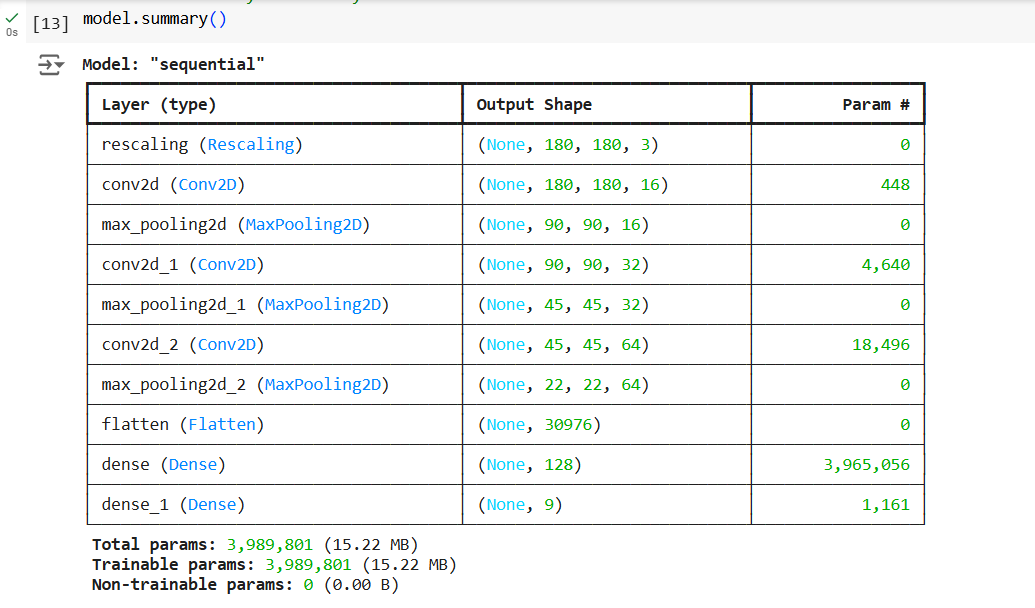 [13] model.summary()
0s
Model: "sequential"
Layer (type) Output Shape Param #
rescaling (Rescaling) (None, 180, 180, 3) 0
conv2d (Conv2D) (None, 180, 180, 16) 448
max_pooling2d (MaxPooling2D) (None, 90, 90, 16) 0
conv2d_1 (Conv2D) (None, 90, 90, 32) 4,640
max_pooling2d_1 (MaxPooling2D) (None, 45, 45, 32) 0
conv2d_2 (Conv2D) (None, 45, 45, 64) 18,496
max_pooling2d_2 (MaxPooling2D) (None, 22, 22, 64) 0
flatten (Flatten) (None, 30976) 0
dense (Dense) (None, 128) 3,965,056
dense_1 (Dense) (None, 9) 1,161
Total params: 3,989,801 (15.22 MB)
Trainable params: 3,989,801 (15.22 MB)
Non-trainable params: 0 (0.00 B)